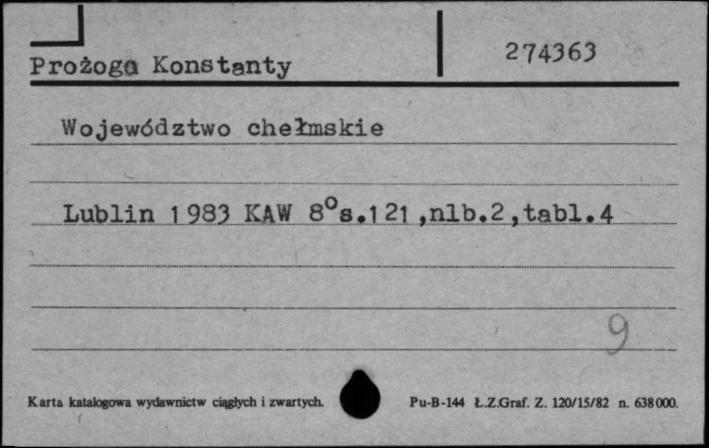 Prożoga Konstanty
274363
Województwo chełmskie
Lublin 1983 KAW 8°s.121,nlb.2,tabl.4
9
Karta katalogowa wydawnictw ciągłych i zwartych.
Pu-B-144 Ł.Z.Graf. Z. 120/15/82 n. 638000.